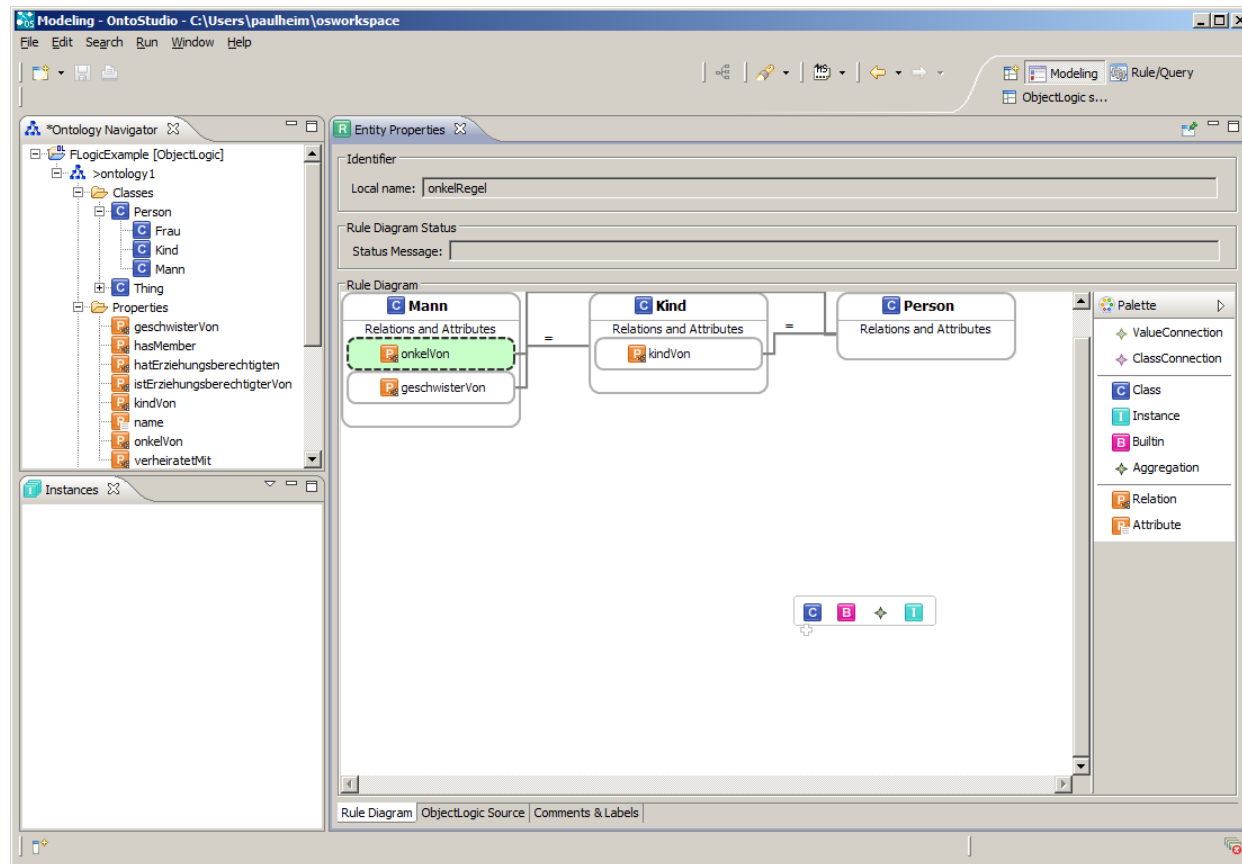 Modeling - OntoStudio - C:\Users\paulheim\osworkspace
File Edit Search Run Window Help
Modeling Rule/Query
ObjectLogic s...
*Ontology Navigator
FLogicExample [ObjectLogic]
>ontology1
Classes
C Person
C Frau
C Kind
C Mann
C Thing
Properties
geschwisterVon
hasMember
hatErziehungsberechtigten
istErziehungsberechtigterVon
kindVon
name
onkelVon
verheiratetMit
Instances
R Entity Properties
Identifier
Local name: onkelRegel
Rule Diagram Status
Status Message:
Rule Diagram
C Mann
Relations and Attributes
onkelVon
geschwisterVon
=
C Kind
Relations and Attributes
kindVon
=
C Person
Relations and Attributes
C B I
Palette
ValueConnection
ClassConnection
C Class
I Instance
B Builtin
Aggregation
Relation
Attribute
Rule Diagram ObjectLogic Source Comments & Labels